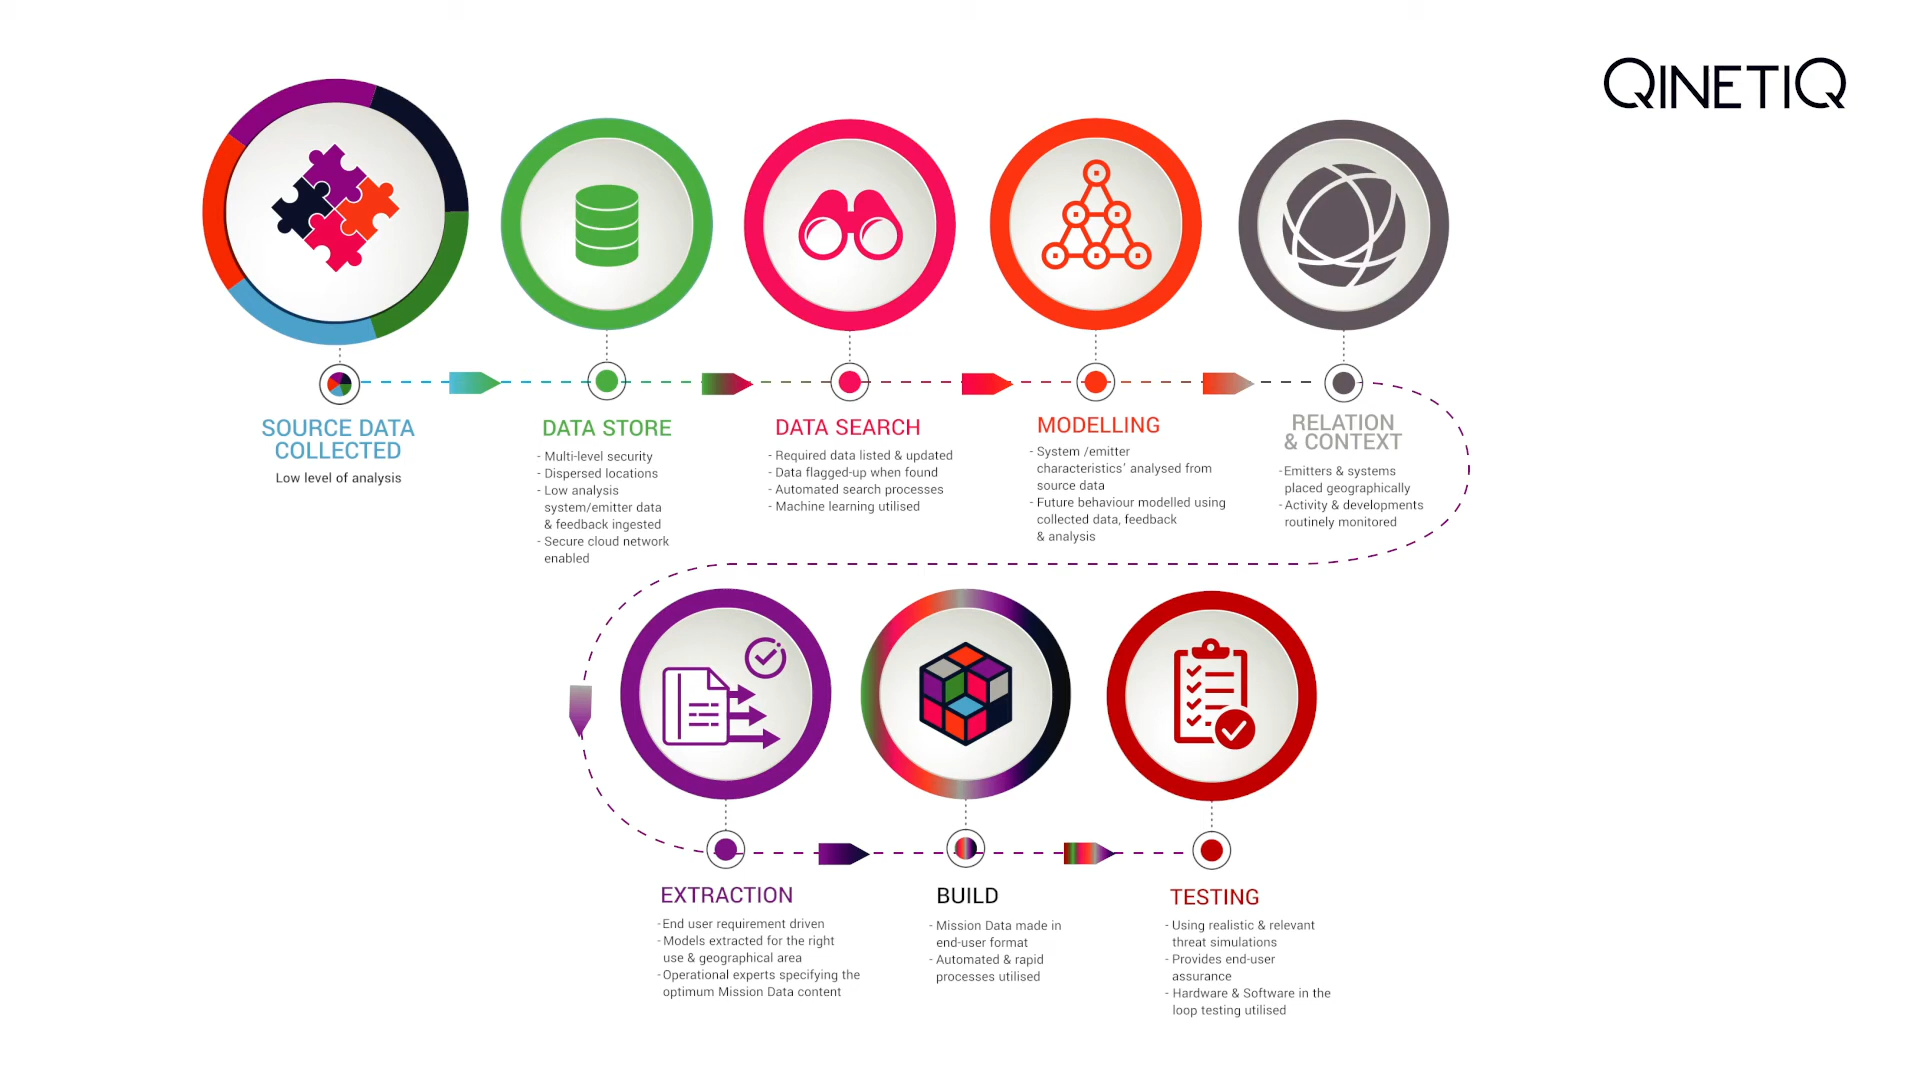 QINETIQ
SOURCE DATA
COLLECTED
Low level of analysis
DATA STORE
- Multi-level security
- Dispersed locations
- Low analysis
system/emitter data
& feedback ingested
- Secure cloud network
enabled
DATA SEARCH
- Required data listed & updated
- Data flagged-up when found
- Automated search processes
- Machine learning utilised
MODELLING
- System /emitter
characteristics’ analysed from
source data
- Future behaviour modelled using
collected data, feedback
& analysis
RELATION
& CONTEXT
- Emitters & systems
placed geographically
- Activity & developments
routinely monitored
EXTRACTION
- End user requirement driven
- Models extracted for the right
use & geographical area
- Operational experts specifying the
optimum Mission Data content
BUILD
- Mission Data made in
end-user format
- Automated & rapid
processes utilised
TESTING
- Using realistic & relevant
threat simulations
- Provides end-user
assurance
- Hardware & Software in the
loop testing utilised